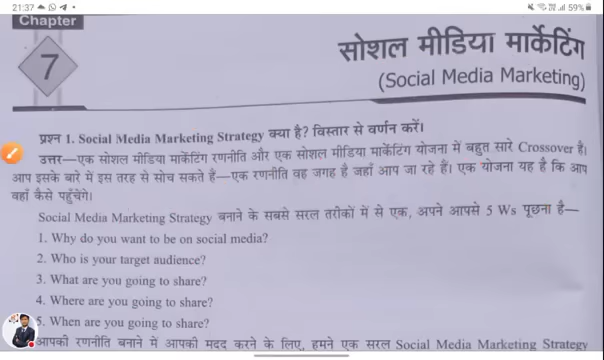 21:37
59%
Chapter
7
सोशल मीडिया मार्केटिंग
(Social Media Marketing)
प्रश्न 1. Social Media Marketing Strategy क्या है? विस्तार से वर्णन करें।
उत्तर—एक सोशल मीडिया मार्केटिंग रणनीति और एक सोशल मीडिया मार्केटिंग योजना में बहुत सारे Crossover है।
आप इसके बारे में इस तरह से सोच सकते हैं—एक रणनीति वह जगह है जहाँ आप जा रहे हैं। एक योजना यह है कि आप
वहाँ कैसे पहुँचेंगे।
Social Media Marketing Strategy बनाने के सबसे सरल तरीकों में से एक, अपने आपसे 5 Ws पूछना है—
1. Why do you want to be on social media?
2. Who is your target audience?
3. What are you going to share?
4. Where are you going to share?
5. When are you going to share?
आपकी रणनीति बनाने में आपकी मदद करने के लिए, हमने एक सरल Social Media Marketing Strategy